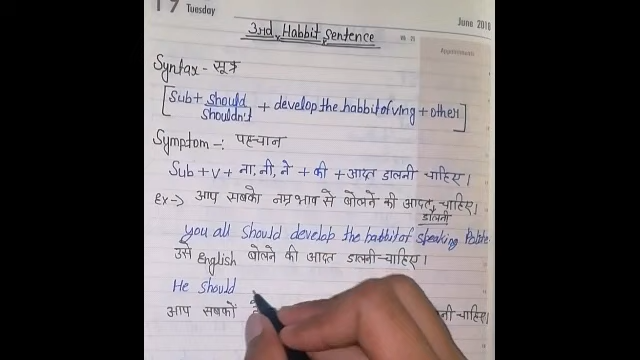 19 Tuesday
June 2018
Appointments
3rd, Habbit, Sentence
Syntax - सूत्र
[Sub + should/shouldn't + develop the habbit of ving + other]
Symptom -: पहचान
Sub + v + ना, नी, ने + की + आदत डालनी चाहिए।
Ex -> आप सबको नम्र भाव से बोलने की आदत, चाहिए।
डालनी
you all should develop the habbit of speaking Polite
उसे English बोलने की आदत डालनी चाहिए।
He should
आप सबकों नी चाहिए।